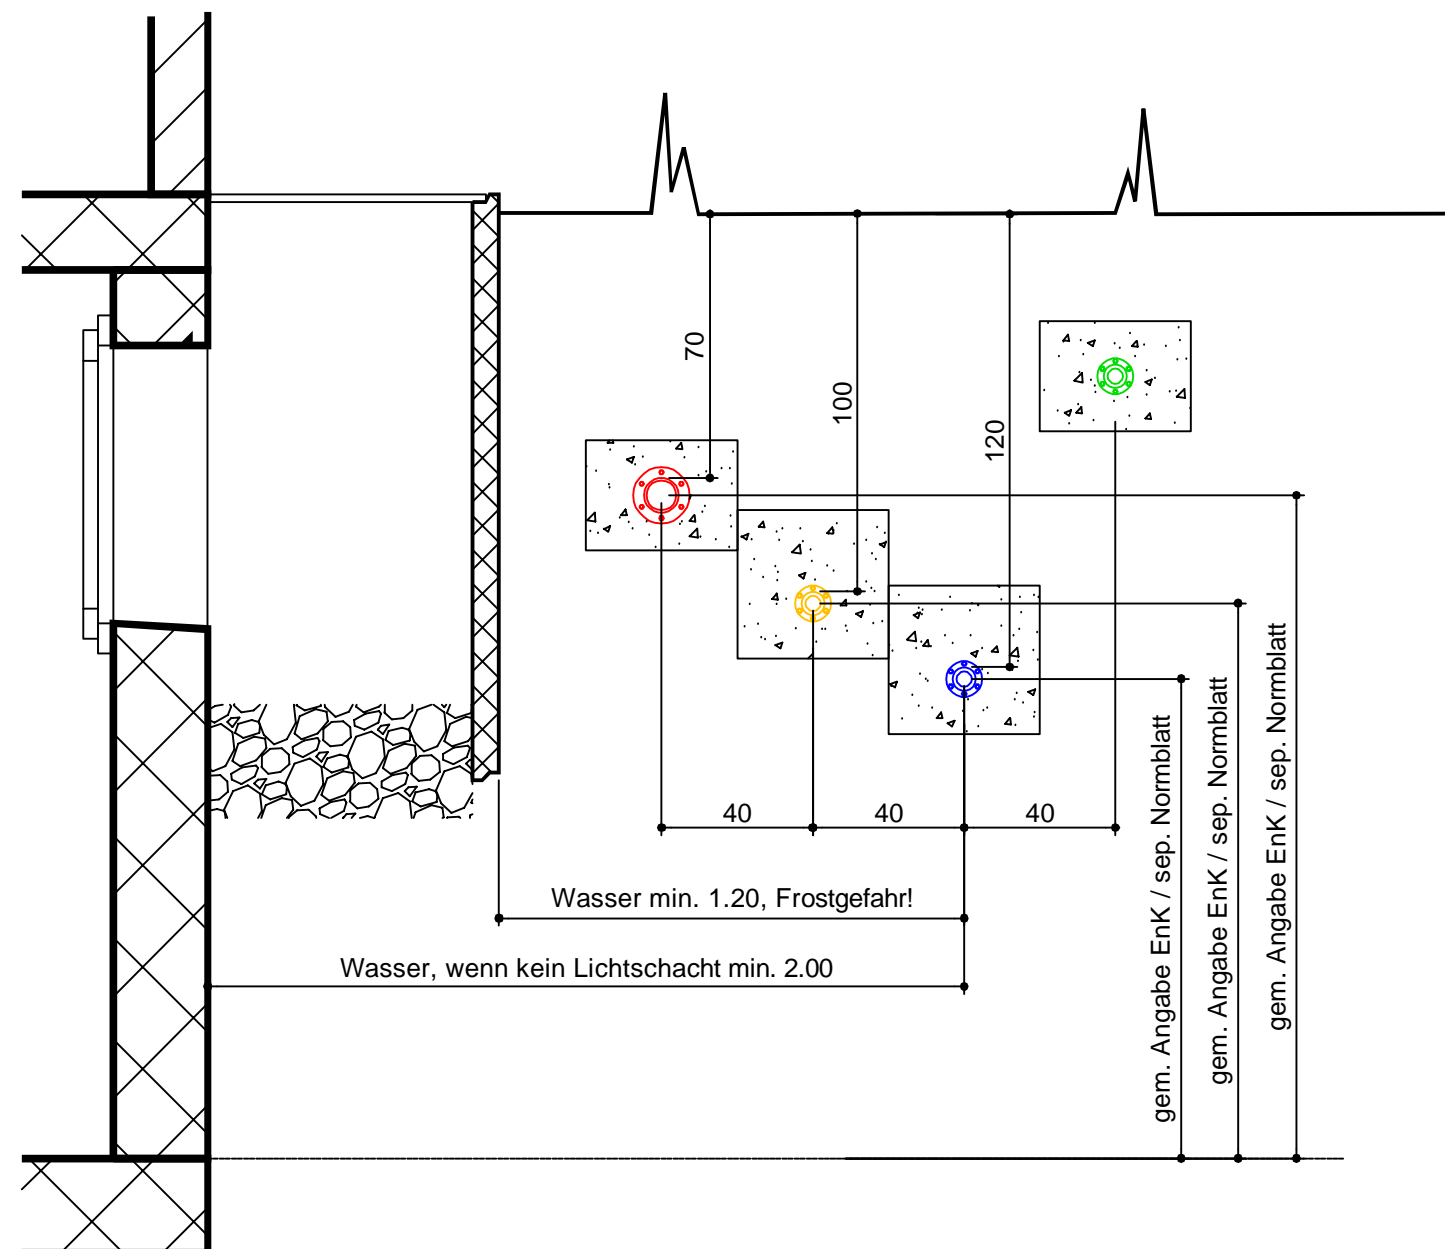 70
100
120
40
40
40
Wasser min. 1.20, Frostgefahr!
Wasser, wenn kein Lichtschacht min. 2.00
gem. Angabe EnK / sep. Normblatt
gem. Angabe EnK / sep. Normblatt
gem. Angabe EnK / sep. Normblatt